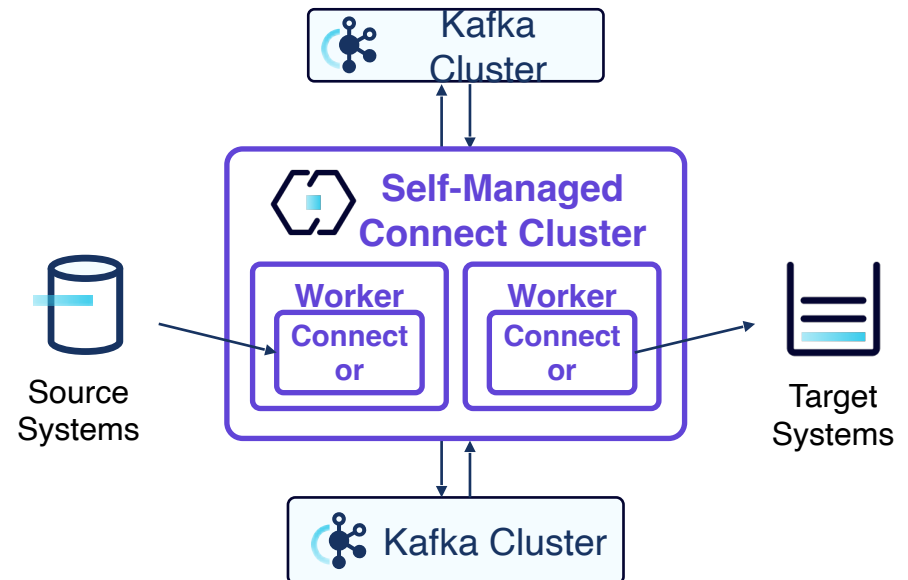 Kafka
Cluster
Self-Managed
Connect Cluster
Worker
Connect
or
Worker
Connect
or
Source
Systems
Target
Systems
Kafka Cluster